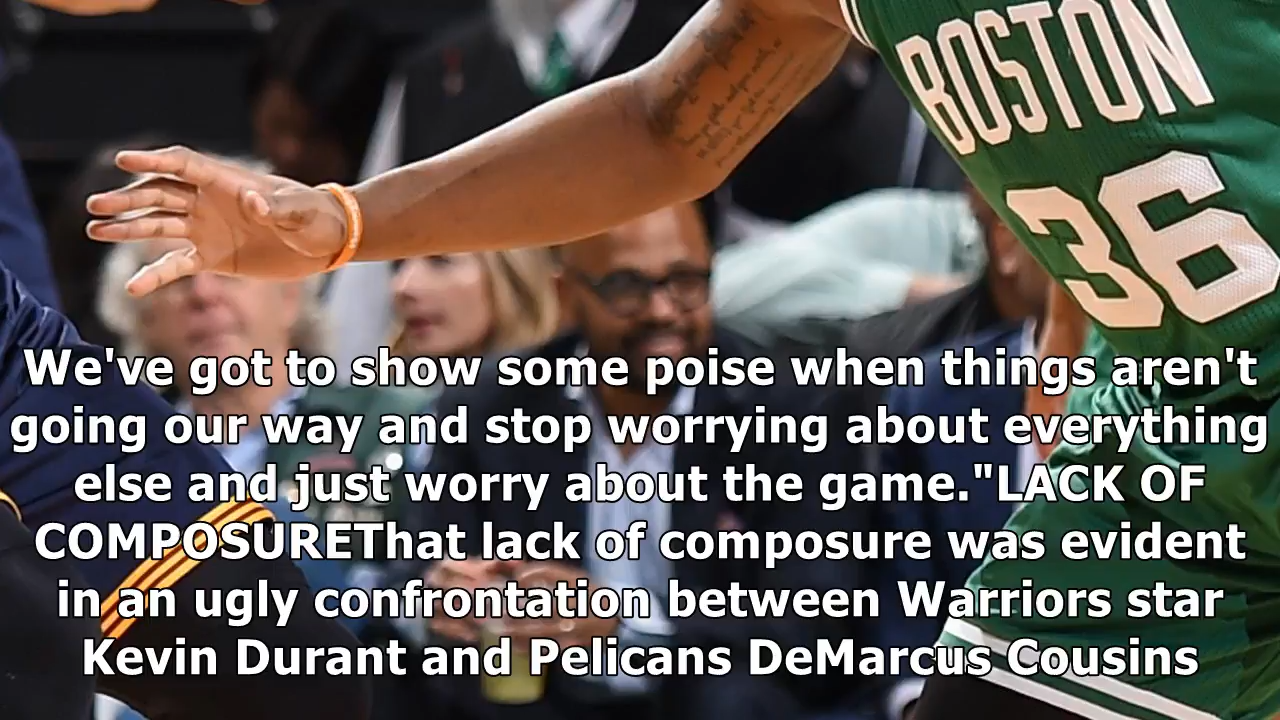 BOSTON
36
We've got to show some poise when things aren't
going our way and stop worrying about everything
else and just worry about the game."LACK OF
COMPOSUREThat lack of composure was evident
in an ugly confrontation between Warriors star
Kevin Durant and Pelicans DeMarcus Cousins